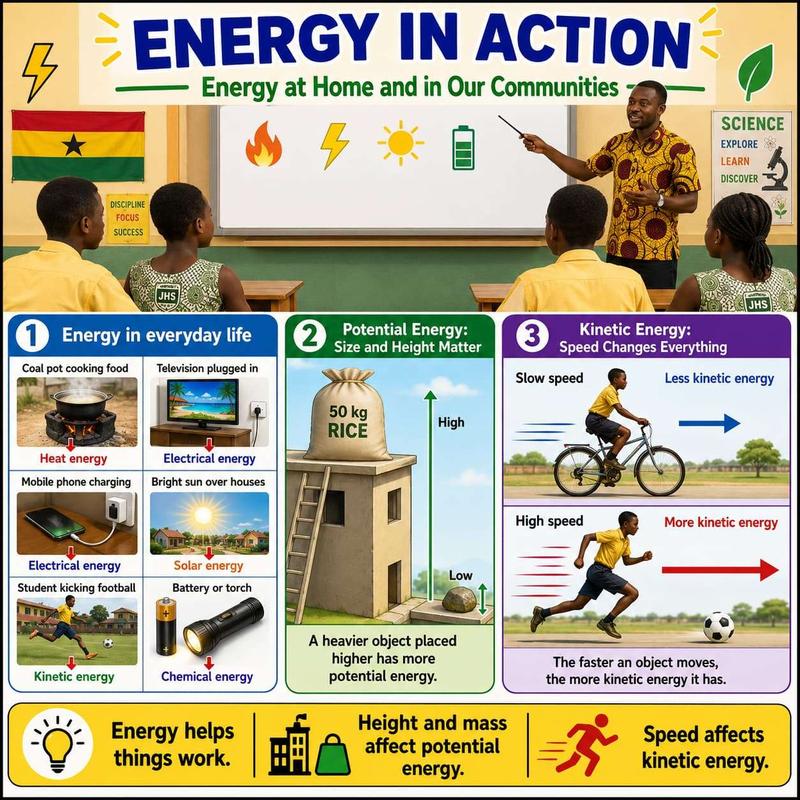 ENERGY IN ACTION
Energy at Home and in Our Communities
DISCIPLINE
FOCUS
SUCCESS
SCIENCE
EXPLORE
LEARN
DISCOVER
JHS
JHS
1 Energy in everyday life
Coal pot cooking food
Heat energy
Television plugged in
Electrical energy
Mobile phone charging
Electrical energy
Bright sun over houses
Solar energy
Student kicking football
Kinetic energy
Battery or torch
Chemical energy
2 Potential Energy:
Size and Height Matter
50 kg
RICE
High
Low
A heavier object placed
higher has more
potential energy.
3 Kinetic Energy:
Speed Changes Everything
Slow speed
Less kinetic energy
High speed
More kinetic energy
The faster an object moves,
the more kinetic energy it has.
Energy helps
things work.
Height and mass
affect potential
energy.
Speed affects
kinetic energy.